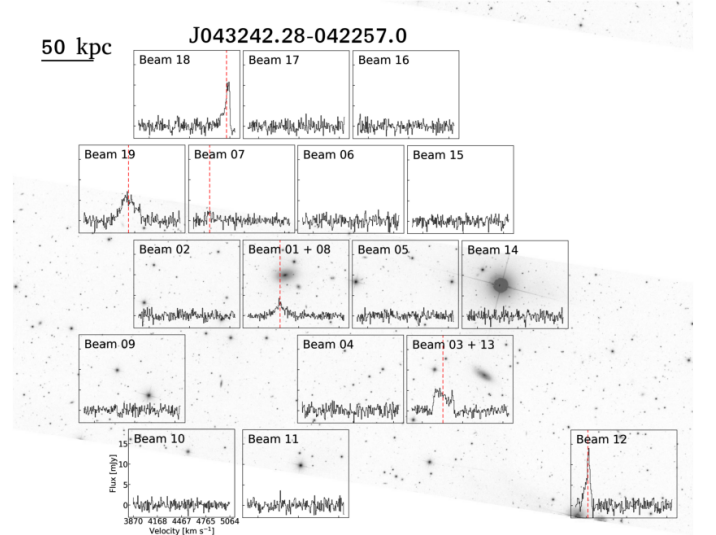 J043242.28-042257.0
50 kpc
Beam 18
Beam 17
Beam 16
Beam 19
Beam 07
Beam 06
Beam 15
Beam 02
Beam 01 + 08
Beam 05
Beam 14
Beam 09
Beam 04
Beam 03 + 13
Beam 10
Beam 11
Beam 12
15
10
5
0
Flux [mJy]
3870 4168 4467 4765 5064
Velocity [km s⁻¹]